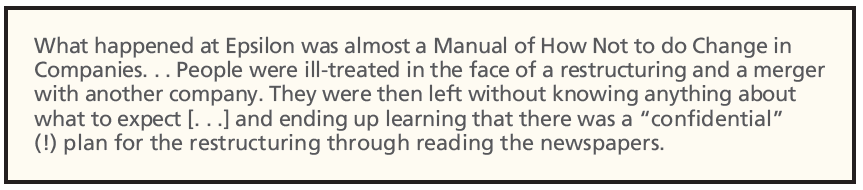 What happened at Epsilon was almost a Manual of How Not to do Change in
Companies. . . People were ill-treated in the face of a restructuring and a merger
with another company. They were then left without knowing anything about
what to expect [. . .] and ending up learning that there was a “confidential”
(!) plan for the restructuring through reading the newspapers.